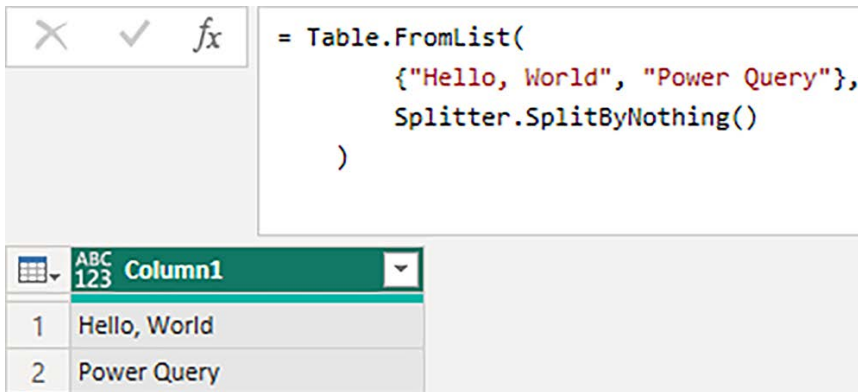 fx = Table.FromList(
{"Hello, World", "Power Query"},
Splitter.SplitByNothing()
)
ABC 123 Column1
1 Hello, World
2 Power Query